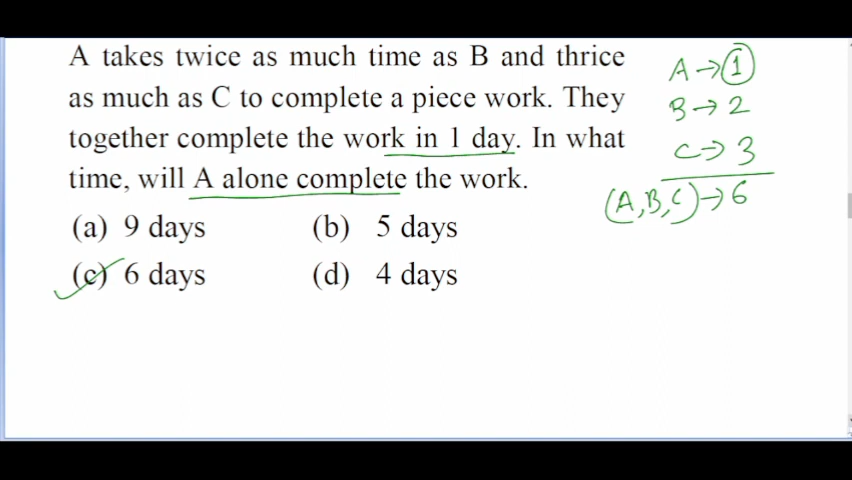 A takes twice as much time as B and thrice
as much as C to complete a piece work. They
together complete the work in 1 day. In what
time, will A alone complete the work.
(a) 9 days (b) 5 days
(c) 6 days (d) 4 days
A → 1
B → 2
C → 3
(A, B, C) → 6